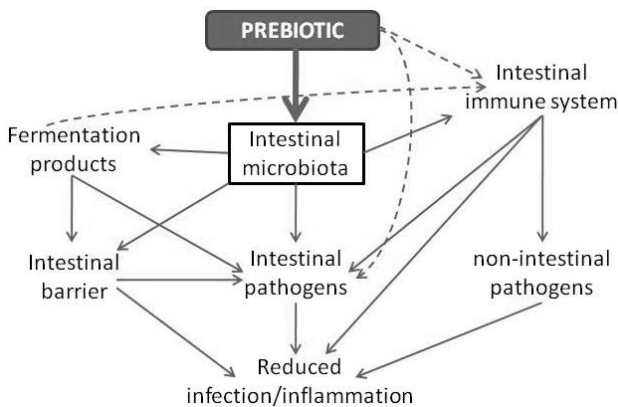 PREBIOTIC
Intestinal
immune system
Fermentation
products
Intestinal
microbiota
Intestinal
barrier
Intestinal
pathogens
non-intestinal
pathogens
Reduced
infection/inflammation